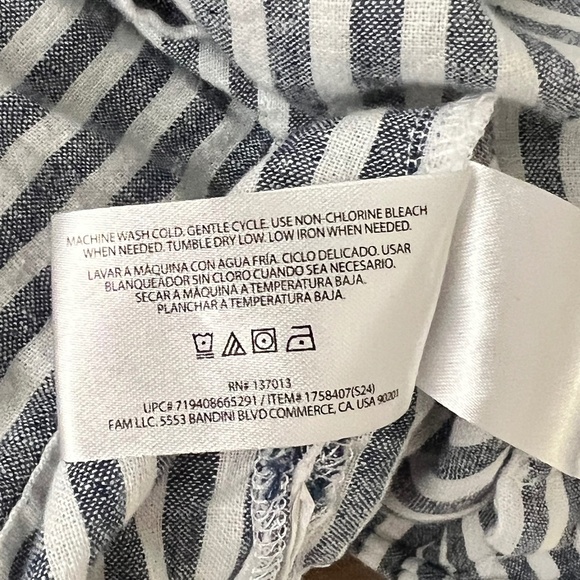 MACHINE WASH COLD. GENTLE CYCLE. USE NON-CHLORINE BLEACH
WHEN NEEDED. TUMBLE DRY LOW. LOW IRON WHEN NEEDED.
LAVAR A MÁQUINA CON AGUA FRÍA. CICLO DELICADO. USAR
BLANQUEADOR SIN CLORO CUANDO SEA NECESARIO.
SECAR A MÁQUINA A TEMPERATURA BAJA.
PLANCHAR A TEMPERATURA BAJA.
RN# 137013
UPC# 719408665291 / ITEM# 1758407(S24)
FAM LLC. 5553 BANDINI BLVD COMMERCE, CA. USA 90201